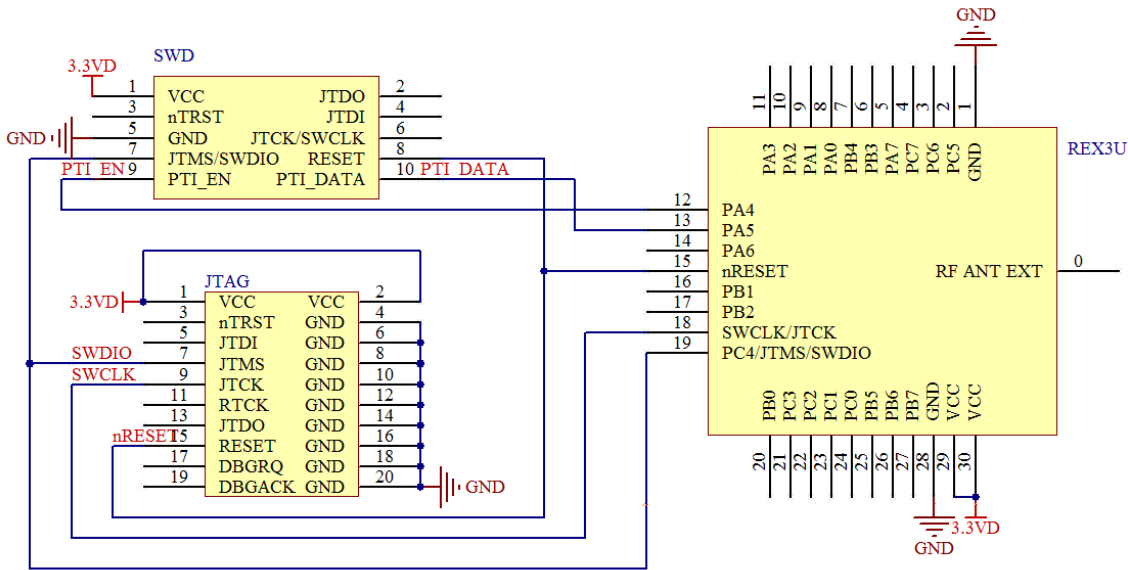 GND
SWD
3.3VD
1 VCC JTDO 2
3 nTRST JTDI 4
GND 5 GND JTCK/SWCLK 6
7 JTMS/SWDIO RESET 8
PTI_EN 9 PTI_EN PTI_DATA 10 PTI_DATA
11 10 9 8 7 6 5 4 3 2 1
PA3 PA2 PA1 PA0 PB4 PB3 PA7 PC7 PC6 PC5 GND
REX3U
12 PA4
13 PA5
14 PA6
15 nRESET RF ANT EXT 0
16 PB1
17 PB2
18 SWCLK/JTCK
19 PC4/JTMS/SWDIO
JTAG
3.3VD 1 VCC VCC 2
3 nTRST GND 4
5 JTDI GND 6
SWDIO 7 JTMS GND 8
SWCLK 9 JTCK GND 10
11 RTCK GND 12
13 JTDO GND 14
nRESET 15 RESET GND 16
17 DBGRQ GND 18
19 DBGACK GND 20 GND
PB0 PC3 PC2 PC1 PC0 PB5 PB6 PB7 GND VCC VCC
20 21 22 23 24 25 26 27 28 29 30
3.3VD
GND